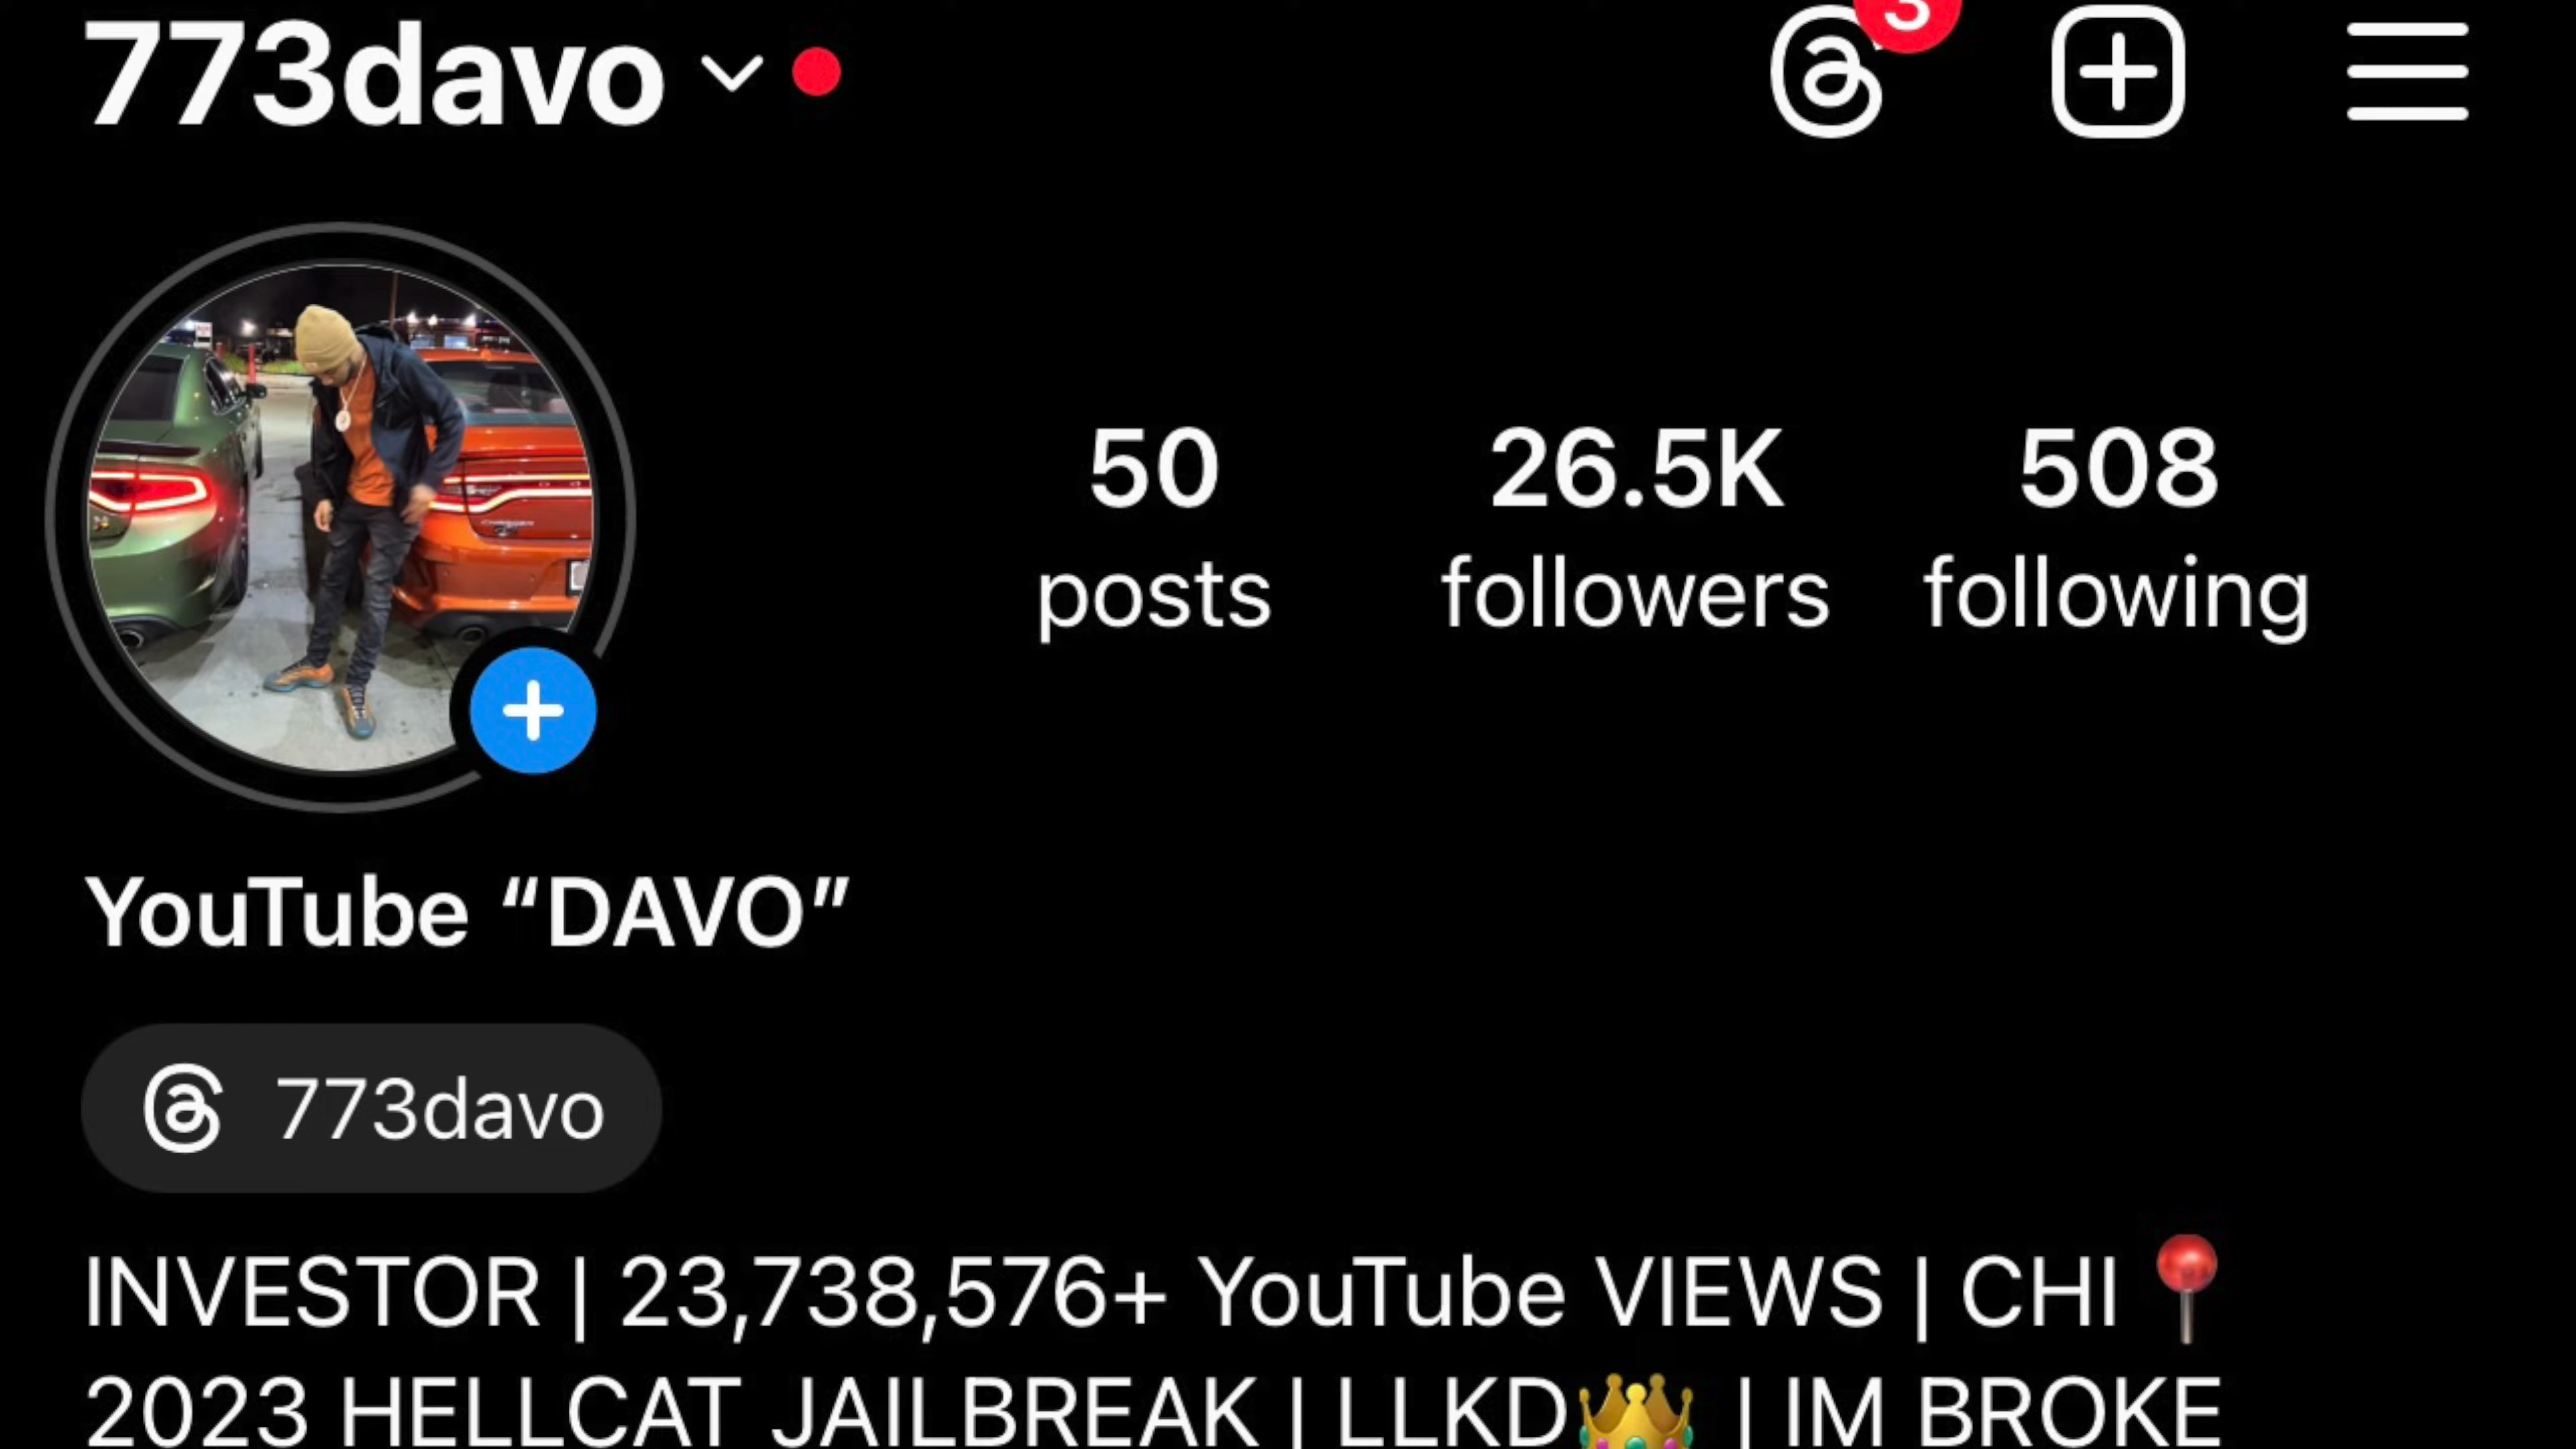 773davo
3
50 26.5K 508
posts followers following
YouTube “DAVO”
773davo
INVESTOR | 23,738,576+ YouTube VIEWS | CHI 📍
2023 HELLCAT JAILBREAK | LLKD👑 | IM BROKE